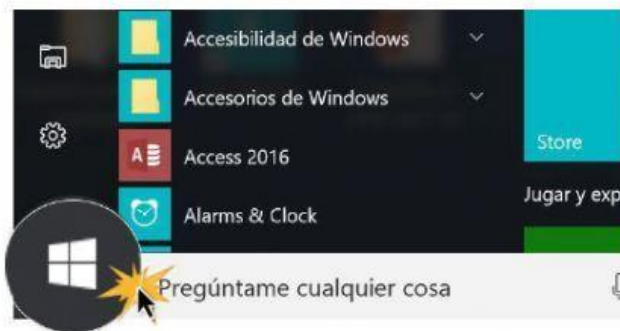 Accesibilidad de Windows
Accesorios de Windows
Access 2016
Store
Alarms & Clock
Jugar y exp
Pregúntame cualquier cosa